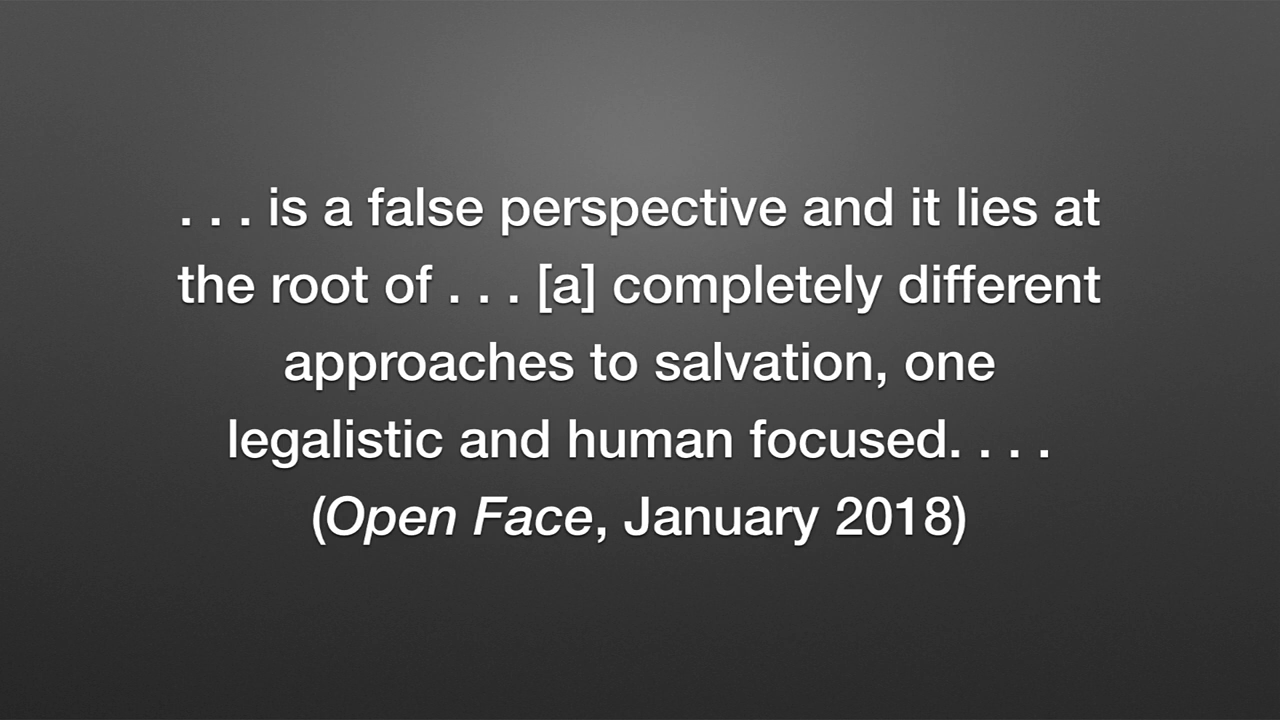 . . . is a false perspective and it lies at
the root of . . . [a] completely different
approaches to salvation, one
legalistic and human focused. . . .
(Open Face, January 2018)